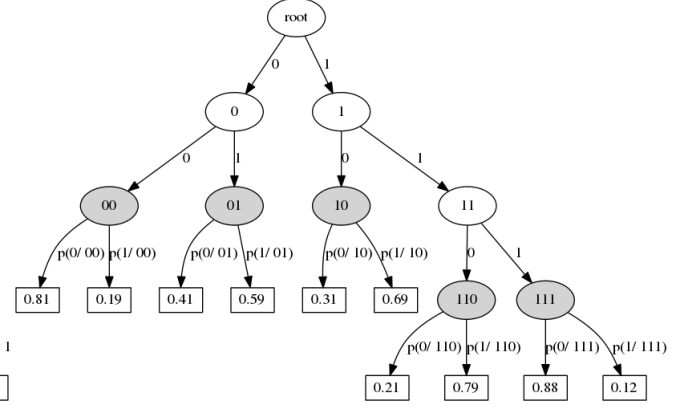 root
0 1
0 1
0 1 0 1
00 01 10 11
p(0/ 00) p(1/ 00) p(0/ 01) p(1/ 01) p(0/ 10) p(1/ 10) 0 1
0.81 0.19 0.41 0.59 0.31 0.69 110 111
1 p(0/ 110) p(1/ 110) p(0/ 111) p(1/ 111)
0.21 0.79 0.88 0.12